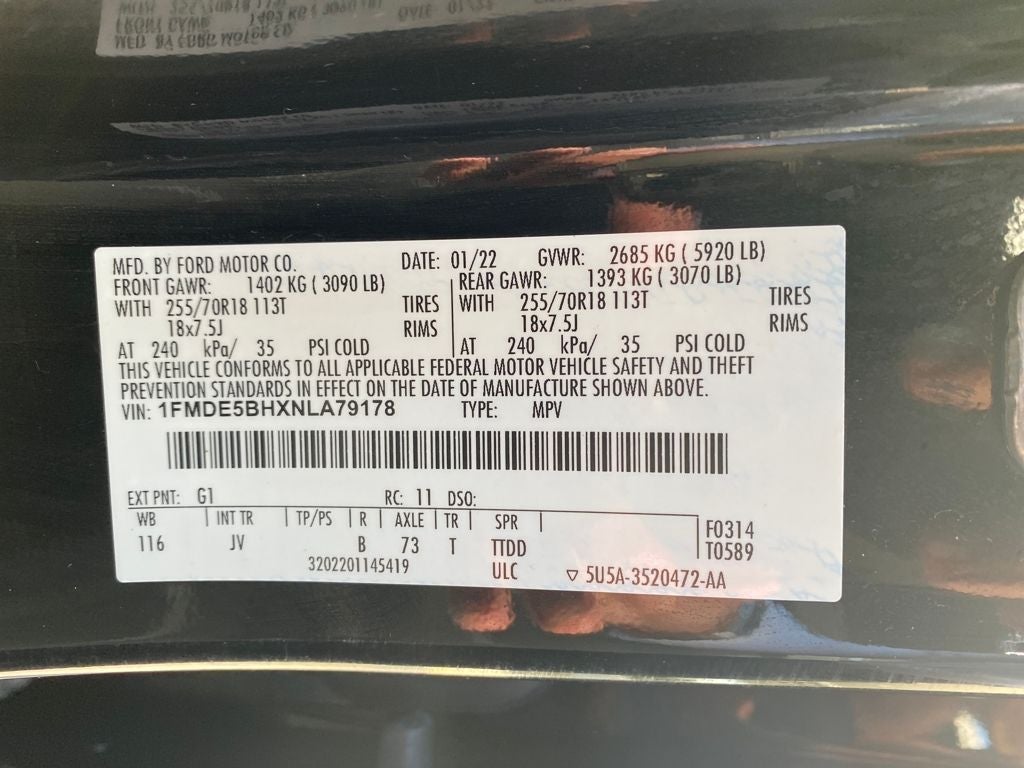 MFD. BY FORD MOTOR CO. DATE: 01/22 GVWR: 2685 KG ( 5920 LB)
FRONT GAWR: 1402 KG ( 3090 LB) REAR GAWR: 1393 KG ( 3070 LB)
WITH 255/70R18 113T TIRES WITH 255/70R18 113T TIRES
18x7.5J RIMS 18x7.5J RIMS
AT 240 kPa/ 35 PSI COLD AT 240 kPa/ 35 PSI COLD
THIS VEHICLE CONFORMS TO ALL APPLICABLE FEDERAL MOTOR VEHICLE SAFETY AND THEFT
PREVENTION STANDARDS IN EFFECT ON THE DATE OF MANUFACTURE SHOWN ABOVE.
VIN: 1FMDE5BHXNLA79178 TYPE: MPV
EXT PNT: G1 RC: 11 DSO:
WB INT TR TP/PS R AXLE TR SPR F0314
116 JV B 73 T TTDD T0589
3202201145419 ULC ▽ 5U5A-3520472-AA